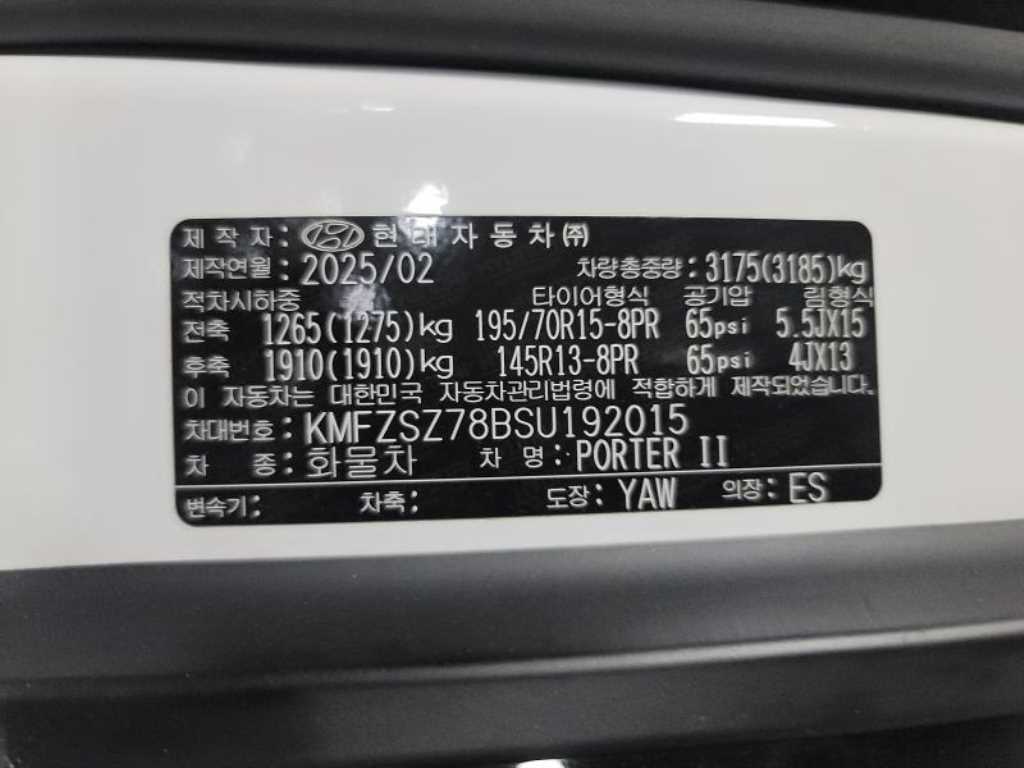 제 작 자 : 현대자동차㈜
제작연월 : 2025/02 차량총중량 : 3175(3185)kg
적차시하중 타이어형식 공기압 림형식
전축 1265(1275)kg 195/70R15-8PR 65psi 5.5JX15
후축 1910(1910)kg 145R13-8PR 65psi 4JX13
이 자동차는 대한민국 자동차관리법령에 적합하게 제작되었습니다.
차대번호 : KMFZSZ78BSU192015
차 종 : 화물차 차 명 : PORTER II
변속기 : 차축 : 도장 : YAW 의장 : ES